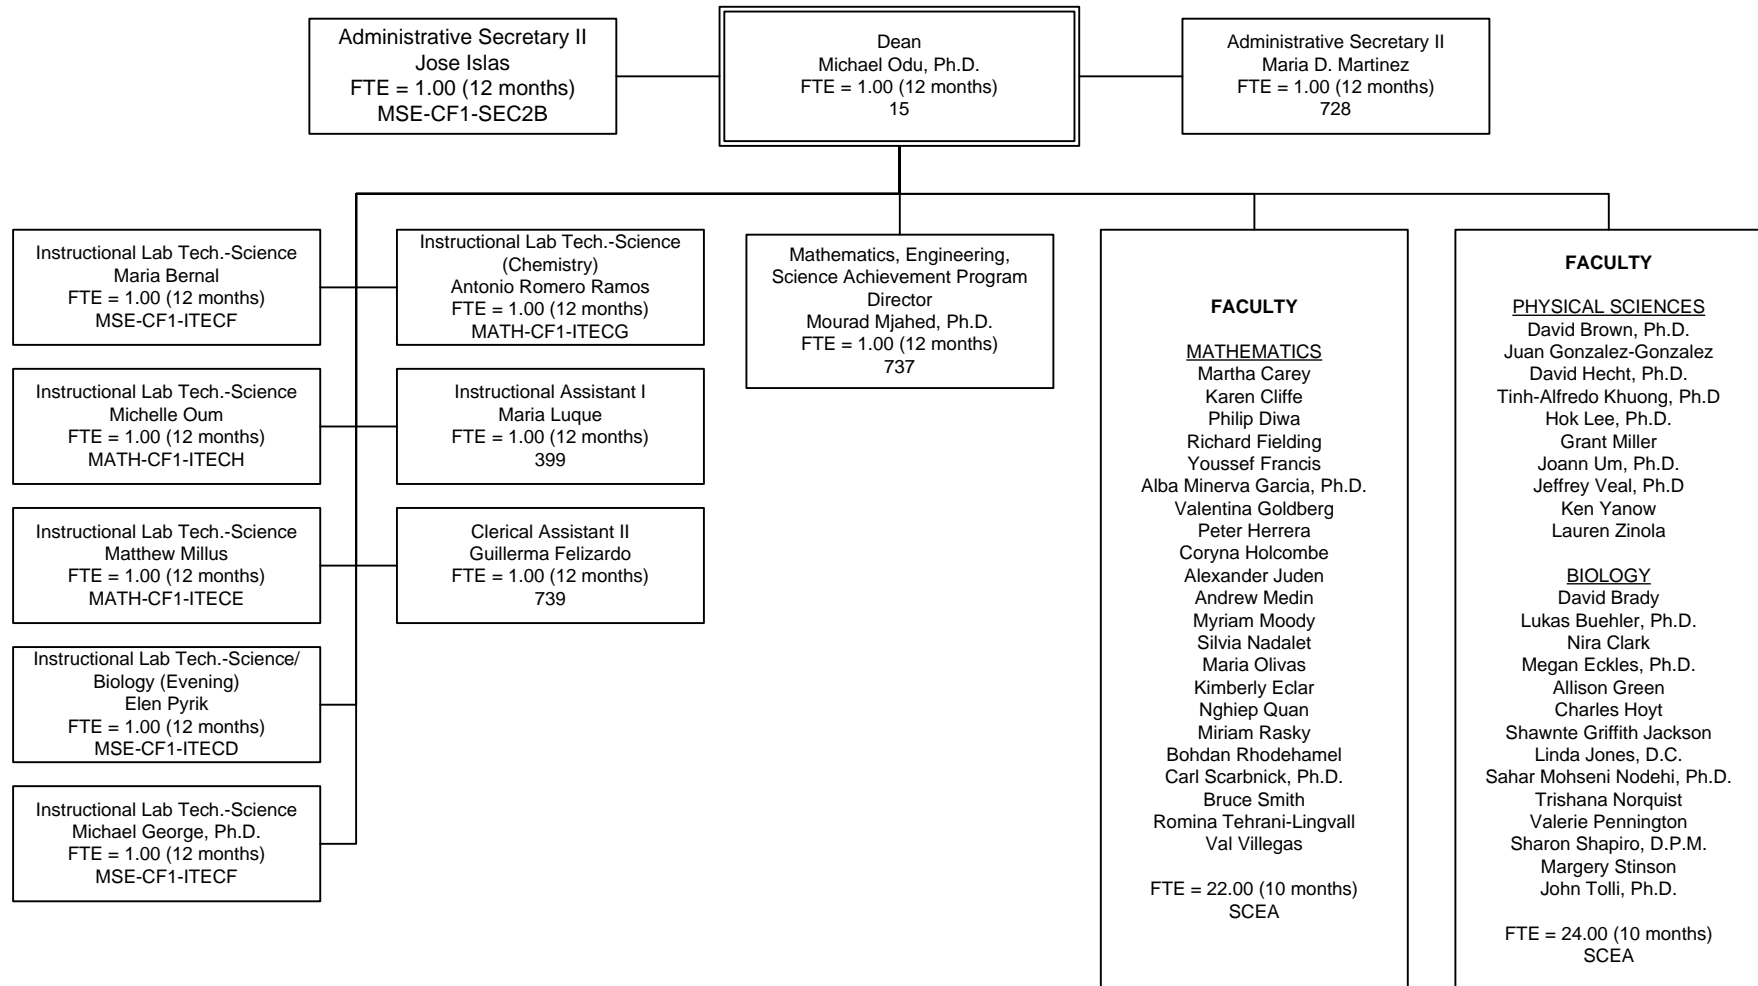 Administrative Secretary II
Jose Islas
FTE = 1.00 (12 months)
MSE-CF1-SEC2B
Dean
Michael Odu, Ph.D.
FTE = 1.00 (12 months)
15
Administrative Secretary II
Maria D. Martinez
FTE = 1.00 (12 months)
728
Instructional Lab Tech.-Science
Maria Bernal
FTE = 1.00 (12 months)
MSE-CF1-ITECF
Instructional Lab Tech.-Science
(Chemistry)
Antonio Romero Ramos
FTE = 1.00 (12 months)
MATH-CF1-ITECG
Instructional Lab Tech.-Science
Michelle Oum
FTE = 1.00 (12 months)
MATH-CF1-ITECH
Instructional Assistant I
Maria Luque
FTE = 1.00 (12 months)
399
Instructional Lab Tech.-Science
Matthew Millus
FTE = 1.00 (12 months)
MATH-CF1-ITECE
Clerical Assistant II
Guillerma Felizardo
FTE = 1.00 (12 months)
739
Instructional Lab Tech.-Science/
Biology (Evening)
Elen Pyrik
FTE = 1.00 (12 months)
MSE-CF1-ITECD
Instructional Lab Tech.-Science
Michael George, Ph.D.
FTE = 1.00 (12 months)
MSE-CF1-ITECF
Mathematics, Engineering,
Science Achievement Program
Director
Mourad Mjahed, Ph.D.
FTE = 1.00 (12 months)
737
FACULTY
MATHEMATICS
Martha Carey
Karen Cliffe
Philip Diwa
Richard Fielding
Youssef Francis
Alba Minerva Garcia, Ph.D.
Valentina Goldberg
Peter Herrera
Coryna Holcombe
Alexander Juden
Andrew Medin
Myriam Moody
Silvia Nadalet
Maria Olivas
Kimberly Eclar
Nghiep Quan
Miriam Rasky
Bohdan Rhodehamel
Carl Scarbnick, Ph.D.
Bruce Smith
Romina Tehrani-Lingvall
Val Villegas
FTE = 22.00 (10 months)
SCEA
FACULTY
PHYSICAL SCIENCES
David Brown, Ph.D.
Juan Gonzalez-Gonzalez
David Hecht, Ph.D.
Tinh-Alfredo Khuong, Ph.D
Hok Lee, Ph.D.
Grant Miller
Joann Um, Ph.D.
Jeffrey Veal, Ph.D
Ken Yanow
Lauren Zinola
BIOLOGY
David Brady
Lukas Buehler, Ph.D.
Nira Clark
Megan Eckles, Ph.D.
Allison Green
Charles Hoyt
Shawnte Griffith Jackson
Linda Jones, D.C.
Sahar Mohseni Nodehi, Ph.D.
Trishana Norquist
Valerie Pennington
Sharon Shapiro, D.P.M.
Margery Stinson
John Tolli, Ph.D.
FTE = 24.00 (10 months)
SCEA